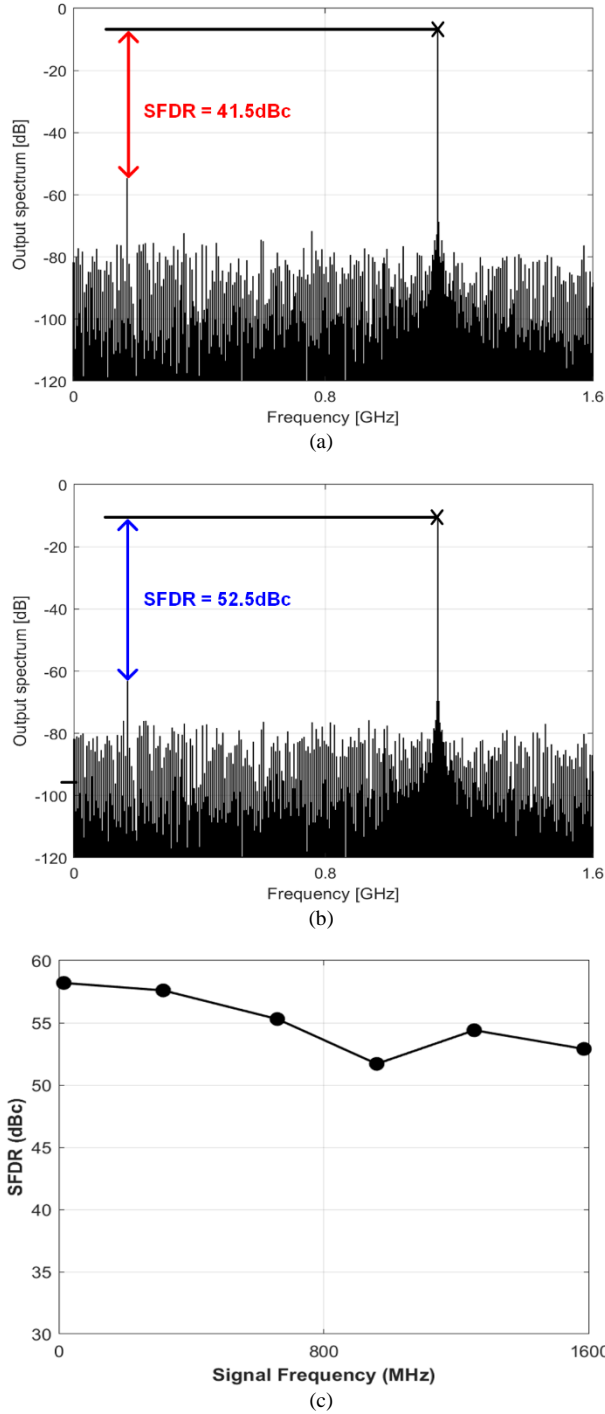 0
-20
-40
-60
-80
-100
-120
Output spectrum [dB]
SFDR = 41.5dBc
0
0.8
1.6
Frequency [GHz]
(a)
0
-20
-40
-60
-80
-100
-120
Output spectrum [dB]
SFDR = 52.5dBc
0
0.8
1.6
Frequency [GHz]
(b)
60
55
50
45
40
35
30
SFDR (dBc)
0
800
1600
Signal Frequency (MHz)
(c)